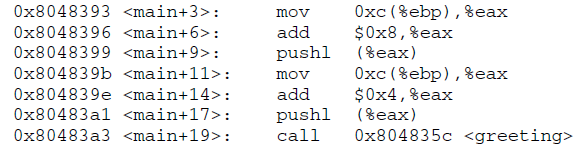 0x8048393 <main+3>: mov 0xc(%ebp),%eax
0x8048396 <main+6>: add $0x8,%eax
0x8048399 <main+9>: pushl (%eax)
0x804839b <main+11>: mov 0xc(%ebp),%eax
0x804839e <main+14>: add $0x4,%eax
0x80483a1 <main+17>: pushl (%eax)
0x80483a3 <main+19>: call 0x804835c <greeting>